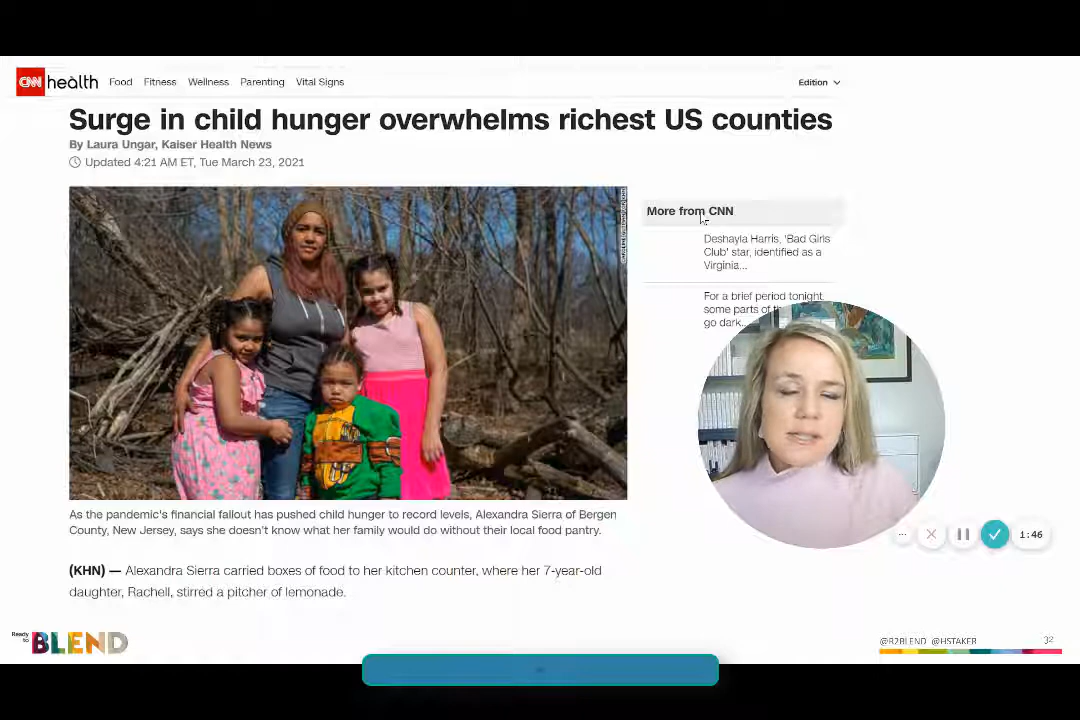 CNN health Food Fitness Wellness Parenting Vital Signs Edition
Surge in child hunger overwhelms richest US counties
By Laura Ungar, Kaiser Health News
Updated 4:21 AM ET, Tue March 23, 2021
More from CNN
Deshayla Harris, 'Bad Girls
Club' star, identified as a
Virginia...
For a brief period tonight,
some parts of
go dark...
As the pandemic's financial fallout has pushed child hunger to record levels, Alexandra Sierra of Bergen
County, New Jersey, says she doesn't know what her family would do without their local food pantry.
1:46
(KHN) — Alexandra Sierra carried boxes of food to her kitchen counter, where her 7-year-old
daughter, Rachell, stirred a pitcher of lemonade.
Ready
to BLEND
@R2BLEND @HSTAKER 32